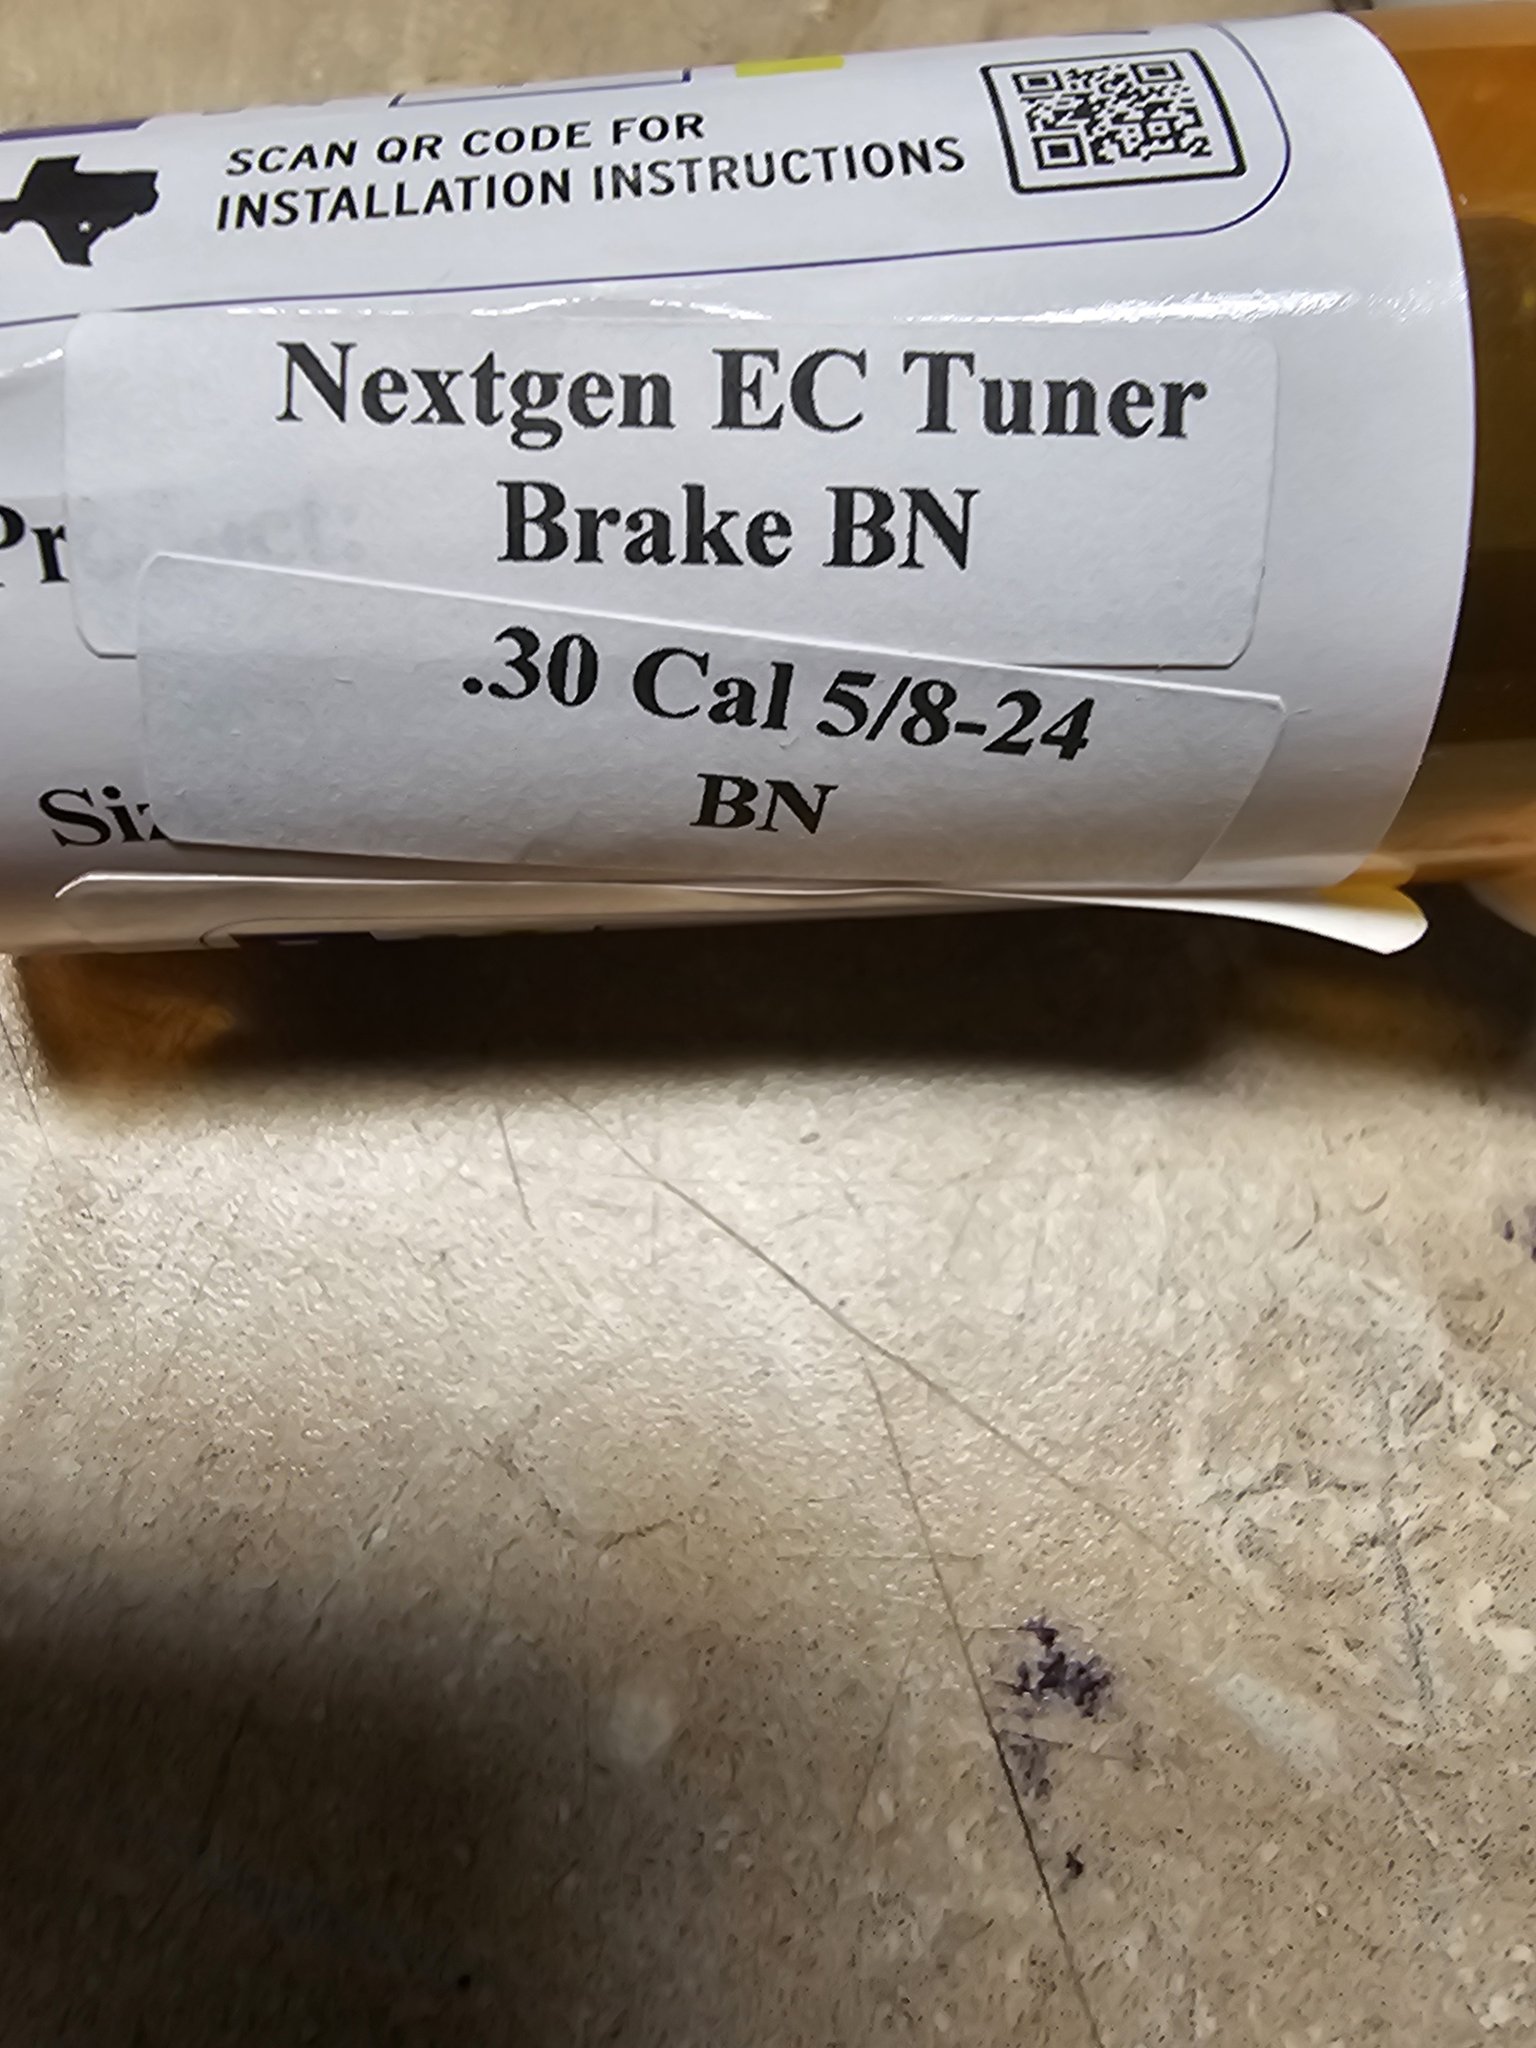 SCAN QR CODE FOR
INSTALLATION INSTRUCTIONS
Nextgen EC Tuner
Brake BN
.30 Cal 5/8-24
BN